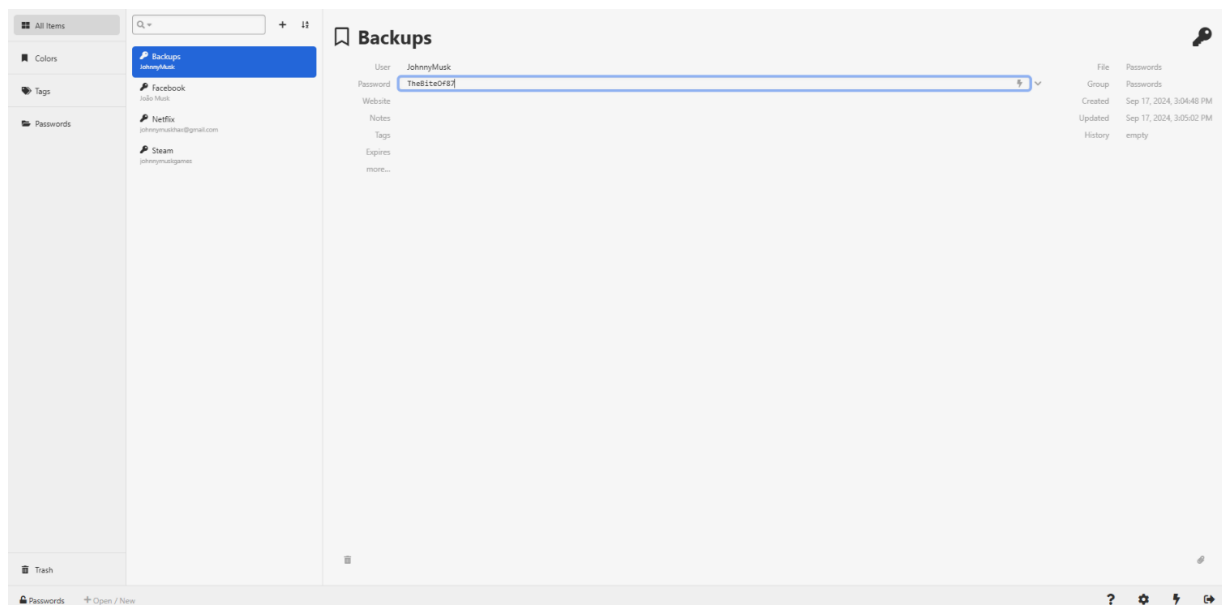 All Items
Colors
Tags
Passwords
Trash
Backups
JohnnyMusk
Facebook
João Musk
Netflix
johnnymuskhax@gmail.com
Steam
johnnymuskgames
Backups
User JohnnyMusk
Password TheBiteOf87
Website
Notes
Tags
Expires
more...
File Passwords
Group Passwords
Created Sep 17, 2024, 3:04:48 PM
Updated Sep 17, 2024, 3:05:02 PM
History empty
Passwords + Open / New
?